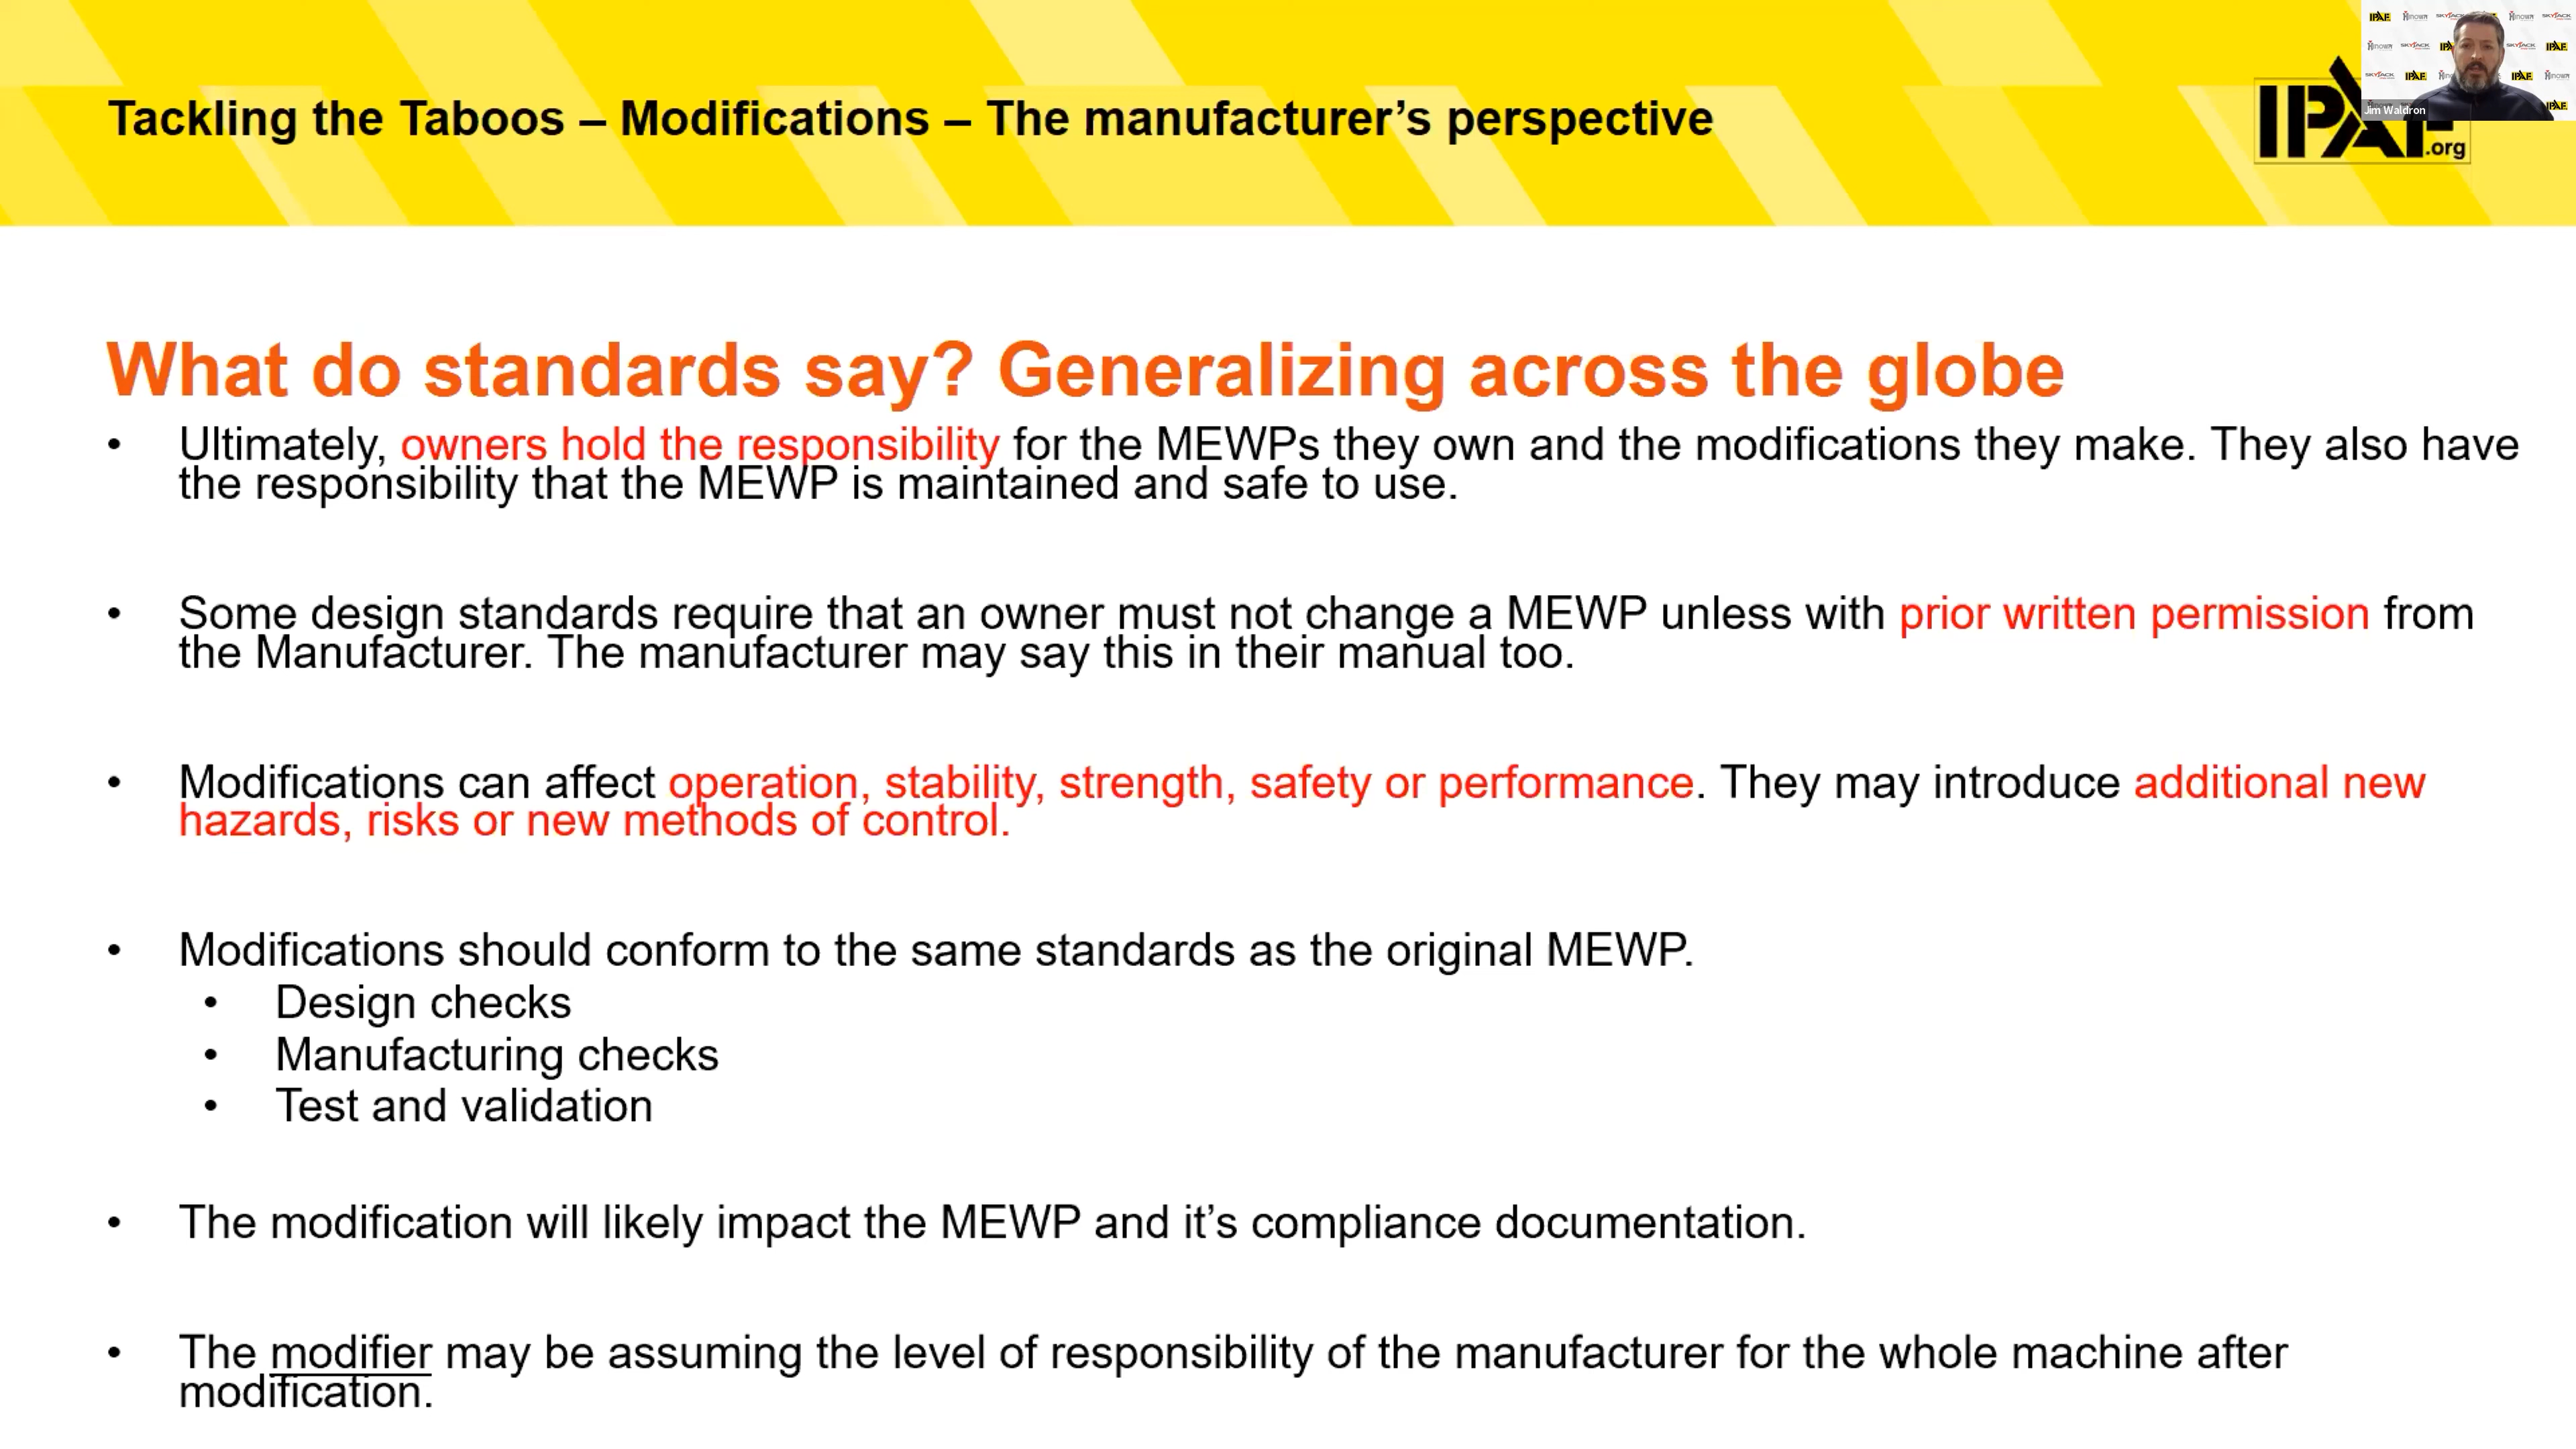 Tackling the Taboos – Modifications – The manufacturer’s perspective
IPAF
.org
Jim Waldron
IPAF
SKYJACK
What do standards say? Generalizing across the globe
• Ultimately, owners hold the responsibility for the MEWPs they own and the modifications they make. They also have
the responsibility that the MEWP is maintained and safe to use.
• Some design standards require that an owner must not change a MEWP unless with prior written permission from
the Manufacturer. The manufacturer may say this in their manual too.
• Modifications can affect operation, stability, strength, safety or performance. They may introduce additional new
hazards, risks or new methods of control.
• Modifications should conform to the same standards as the original MEWP.
• Design checks
• Manufacturing checks
• Test and validation
• The modification will likely impact the MEWP and it’s compliance documentation.
• The modifier may be assuming the level of responsibility of the manufacturer for the whole machine after
modification.